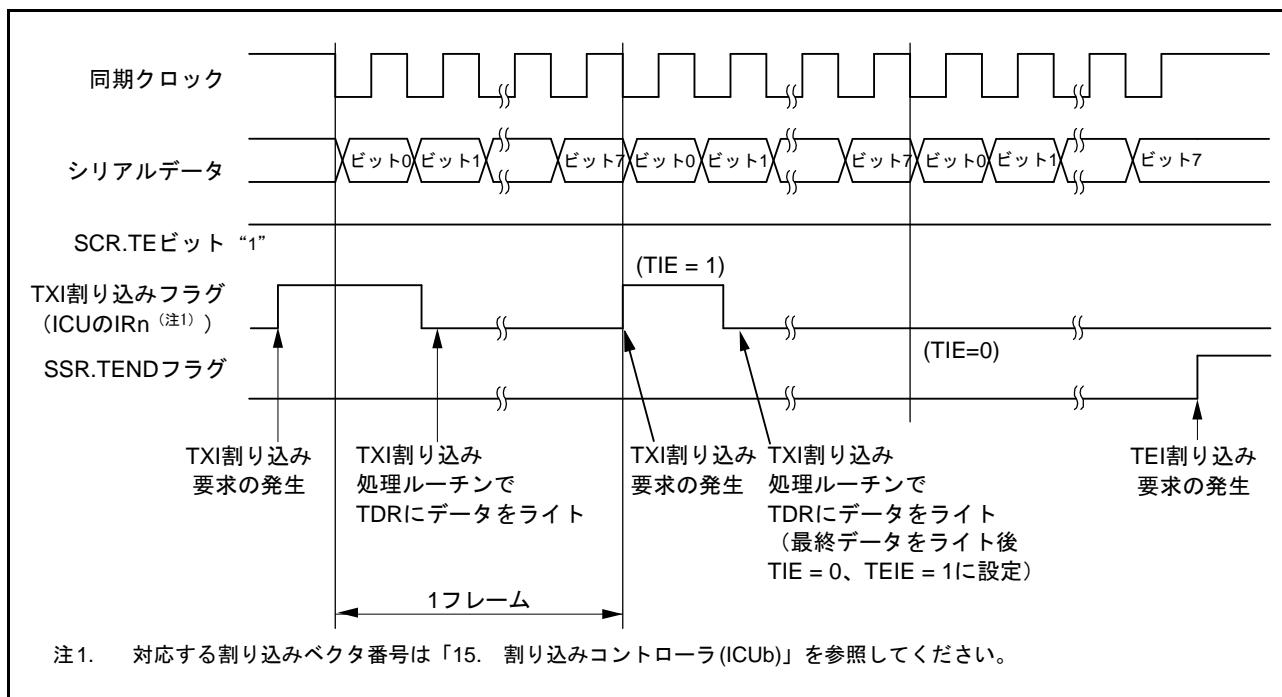 同期クロック
シリアルデータ
ビット0 ビット1 ビット7 ビット0 ビット1 ビット7 ビット0 ビット1 ビット7
SCR.TEビット “1”
(TIE = 1)
TXI割り込みフラグ
(ICUのIRn(注1))
(TIE=0)
SSR.TENDフラグ
TXI割り込み
要求の発生
TXI割り込み
処理ルーチンで
TDRにデータをライト
TXI割り込み
要求の発生
TXI割り込み
処理ルーチンで
TDRにデータをライト
(最終データをライト後
TIE = 0、TEIE = 1に設定)
TEI割り込み
要求の発生
1フレーム
注1. 対応する割り込みベクタ番号は「15. 割り込みコントローラ(ICUb)」を参照してください。